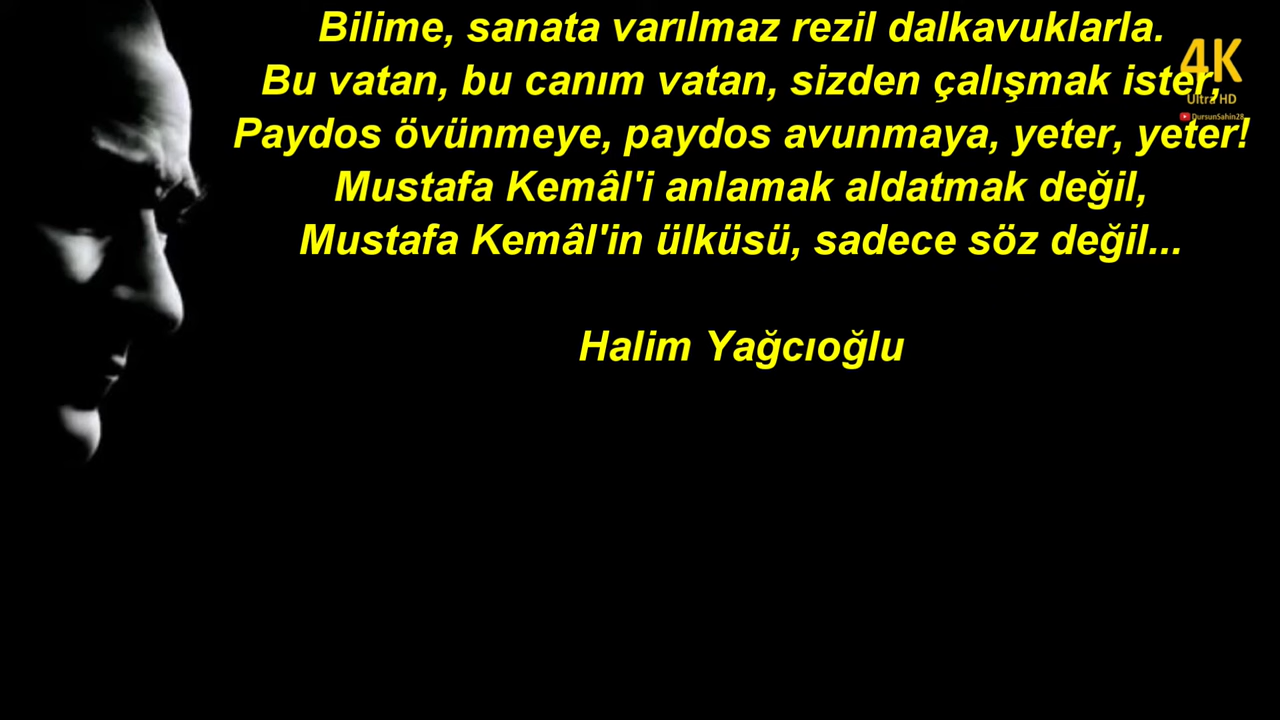 Bilime, sanata varılmaz rezil dalkavuklarla.
Bu vatan, bu canım vatan, sizden çalışmak ister,
Paydos övünmeye, paydos avunmaya, yeter, yeter!
Mustafa Kemâl'i anlamak aldatmak değil,
Mustafa Kemâl'in ülküsü, sadece söz değil...
Halim Yağcıoğlu
4K
Ultra HD
DursunSahin28